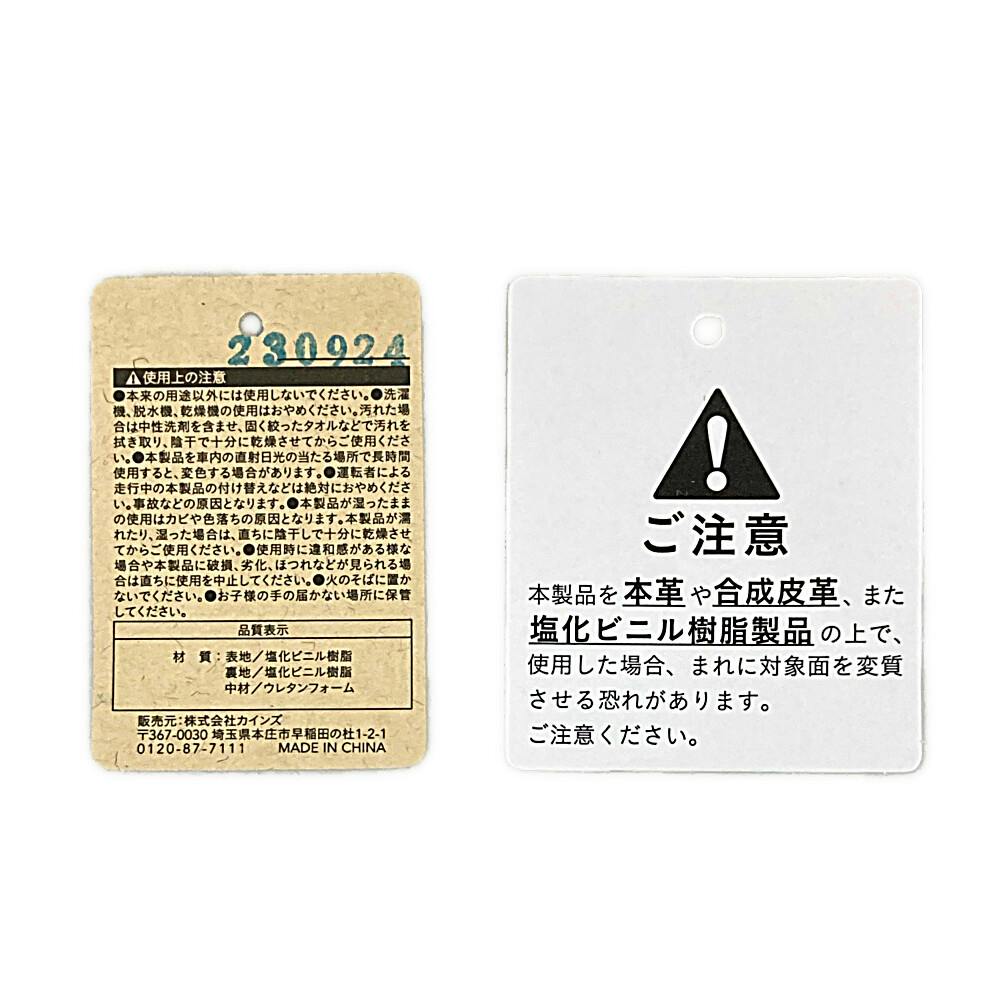 230924
使用上の注意
●本来の用途以外には使用しないでください。●洗濯
機、脱水機、乾燥機の使用はおやめください。汚れた場
合は中性洗剤を含ませ、固く絞ったタオルなどで汚れを
拭き取り、陰干で十分に乾燥させてからご使用くださ
い。●本製品を車内の直射日光の当たる場所で長時間
使用すると、変色する場合があります。●運転者による
走行中の本製品の付け替えなどは絶対におやめくださ
い。事故などの原因となります。●本製品が湿ったまま
の使用はカビや色落ちの原因となります。本製品が濡
れたり、湿った場合は、直ちに陰干しで十分に乾燥させ
てからご使用ください。●使用時に違和感がある様な
場合や本製品に破損、劣化、ほつれなどが見られる場
合は直ちに使用を中止してください。●火のそばに置か
ないでください。●お子様の手の届かない場所に保管
してください。
品質表示
材 質：表地／塩化ビニル樹脂
裏地／塩化ビニル樹脂
中材／ウレタンフォーム
販売元：株式会社カインズ
〒367-0030 埼玉県本庄市早稲田の杜1-2-1
0120-87-7111 MADE IN CHINA
ご注意
本製品を本革や合成皮革、また
塩化ビニル樹脂製品の上で、
使用した場合、まれに対象面を変質
させる恐れがあります。
ご注意ください。